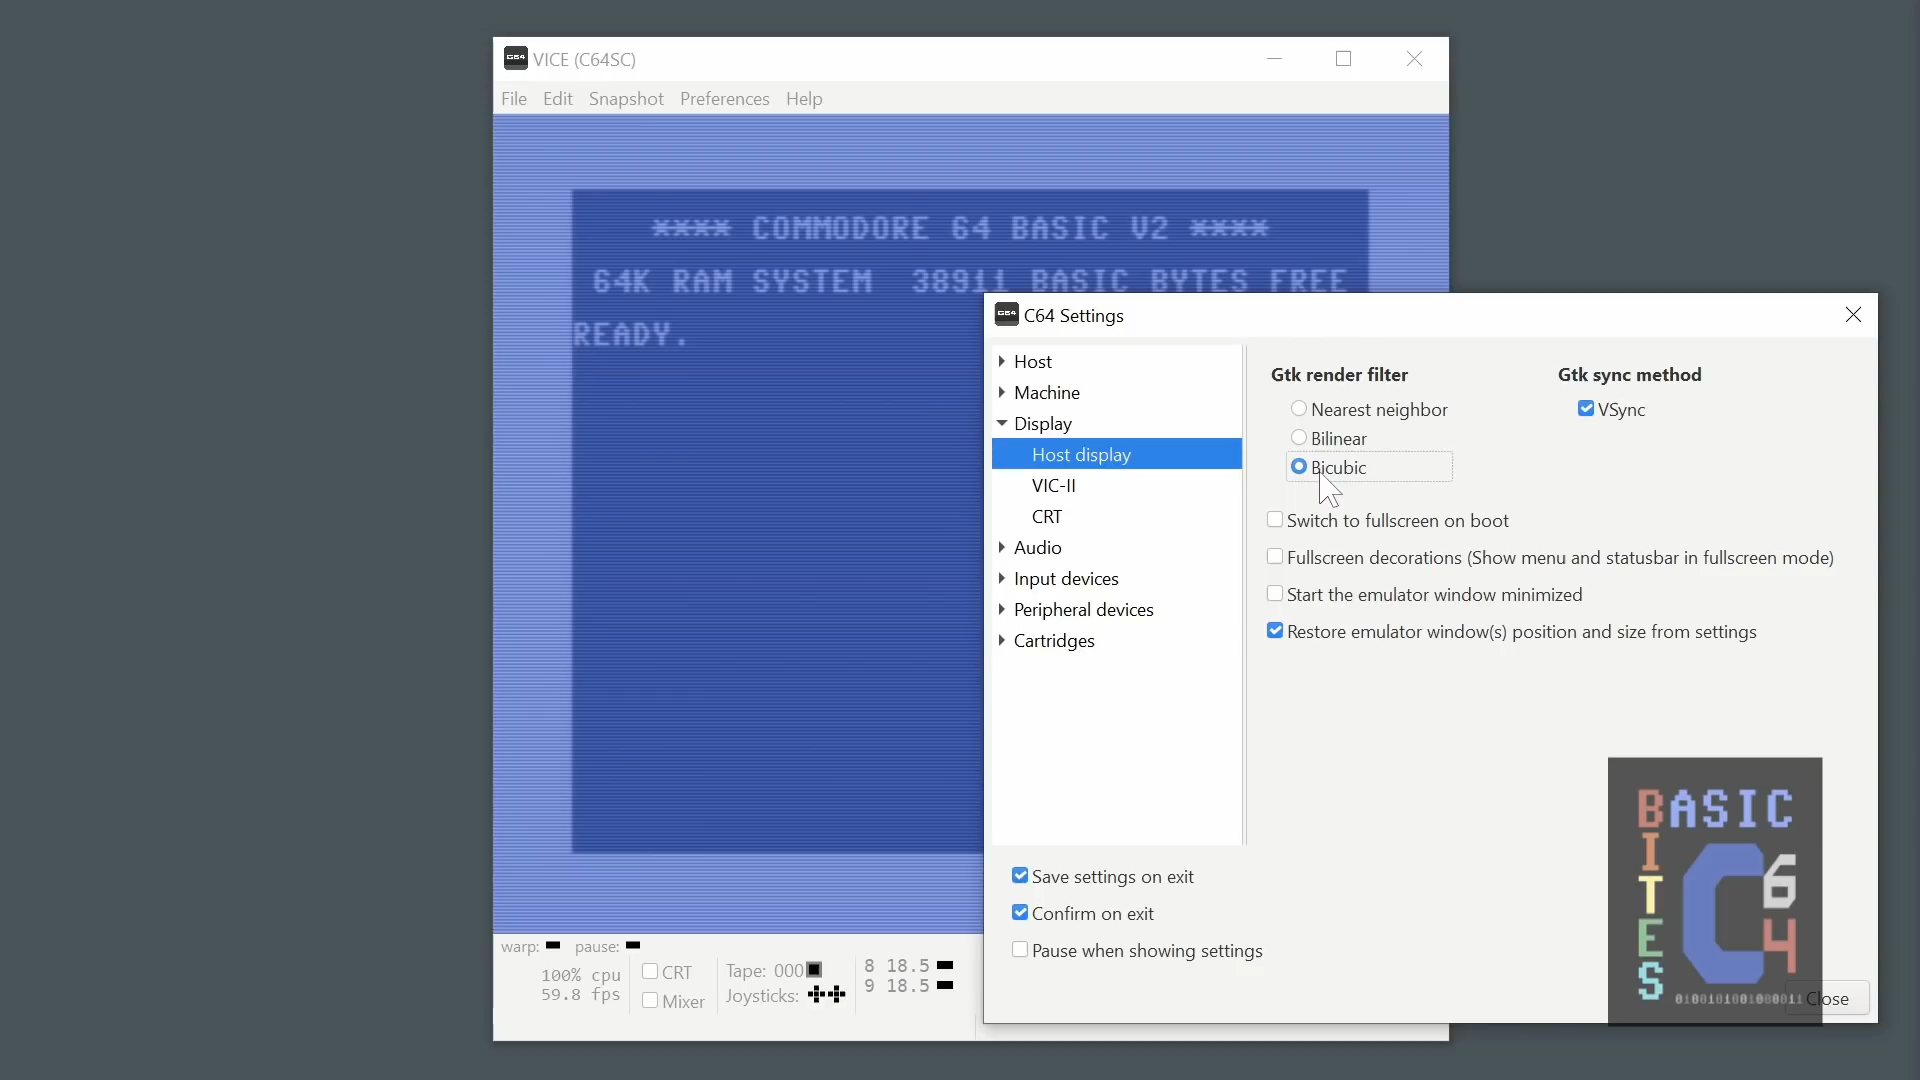 VICE (C64SC)
File Edit Snapshot Preferences Help
**** COMMODORE 64 BASIC V2 ****
64K RAM SYSTEM  38911 BASIC BYTES FREE
READY.
C64 Settings
Host
Machine
Display
Host display
VIC-II
CRT
Audio
Input devices
Peripheral devices
Cartridges
Gtk render filter
Nearest neighbor
Bilinear
Bicubic
Gtk sync method
VSync
Switch to fullscreen on boot
Fullscreen decorations (Show menu and statusbar in fullscreen mode)
Start the emulator window minimized
Restore emulator window(s) position and size from settings
Save settings on exit
Confirm on exit
Pause when showing settings
Close
warp: pause:
100% cpu
59.8 fps
CRT
Mixer
Tape: 000
Joysticks:
8 18.5
9 18.5
BASIC
BITES
C64
0100101001000011